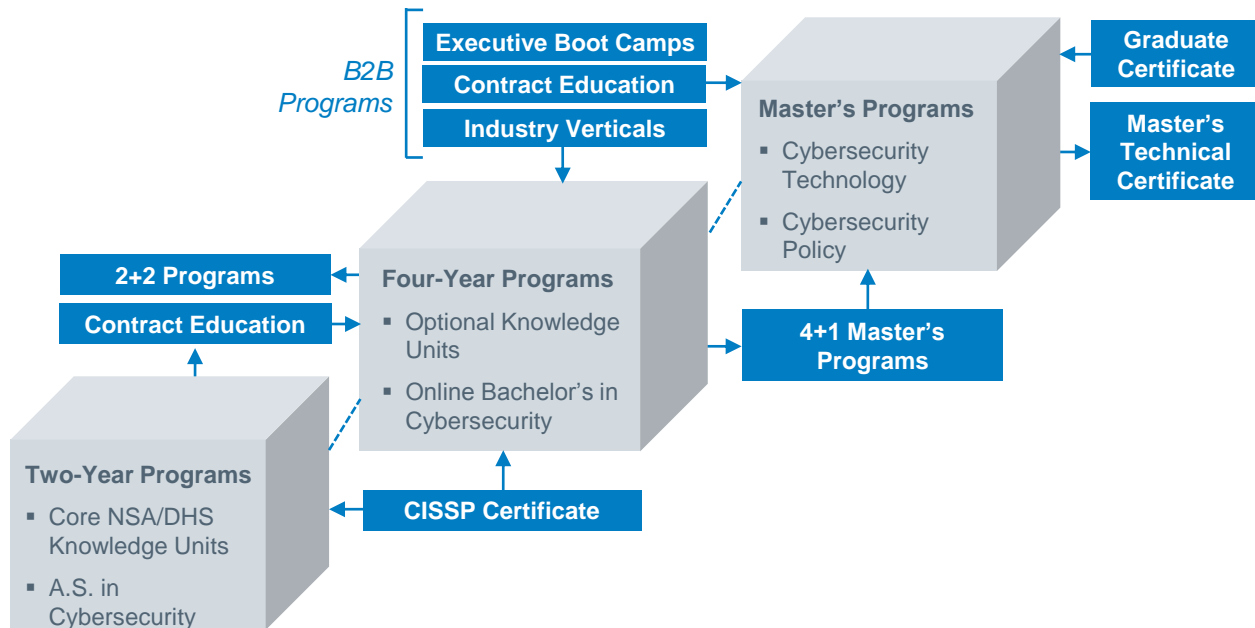 B2B
Programs
Executive Boot Camps
Contract Education
Industry Verticals
Graduate
Certificate
Master's Programs
▪ Cybersecurity
Technology
▪ Cybersecurity
Policy
Master's
Technical
Certificate
2+2 Programs
Contract Education
Four-Year Programs
▪ Optional Knowledge
Units
▪ Online Bachelor's in
Cybersecurity
4+1 Master's
Programs
Two-Year Programs
▪ Core NSA/DHS
Knowledge Units
▪ A.S. in
Cybersecurity
CISSP Certificate